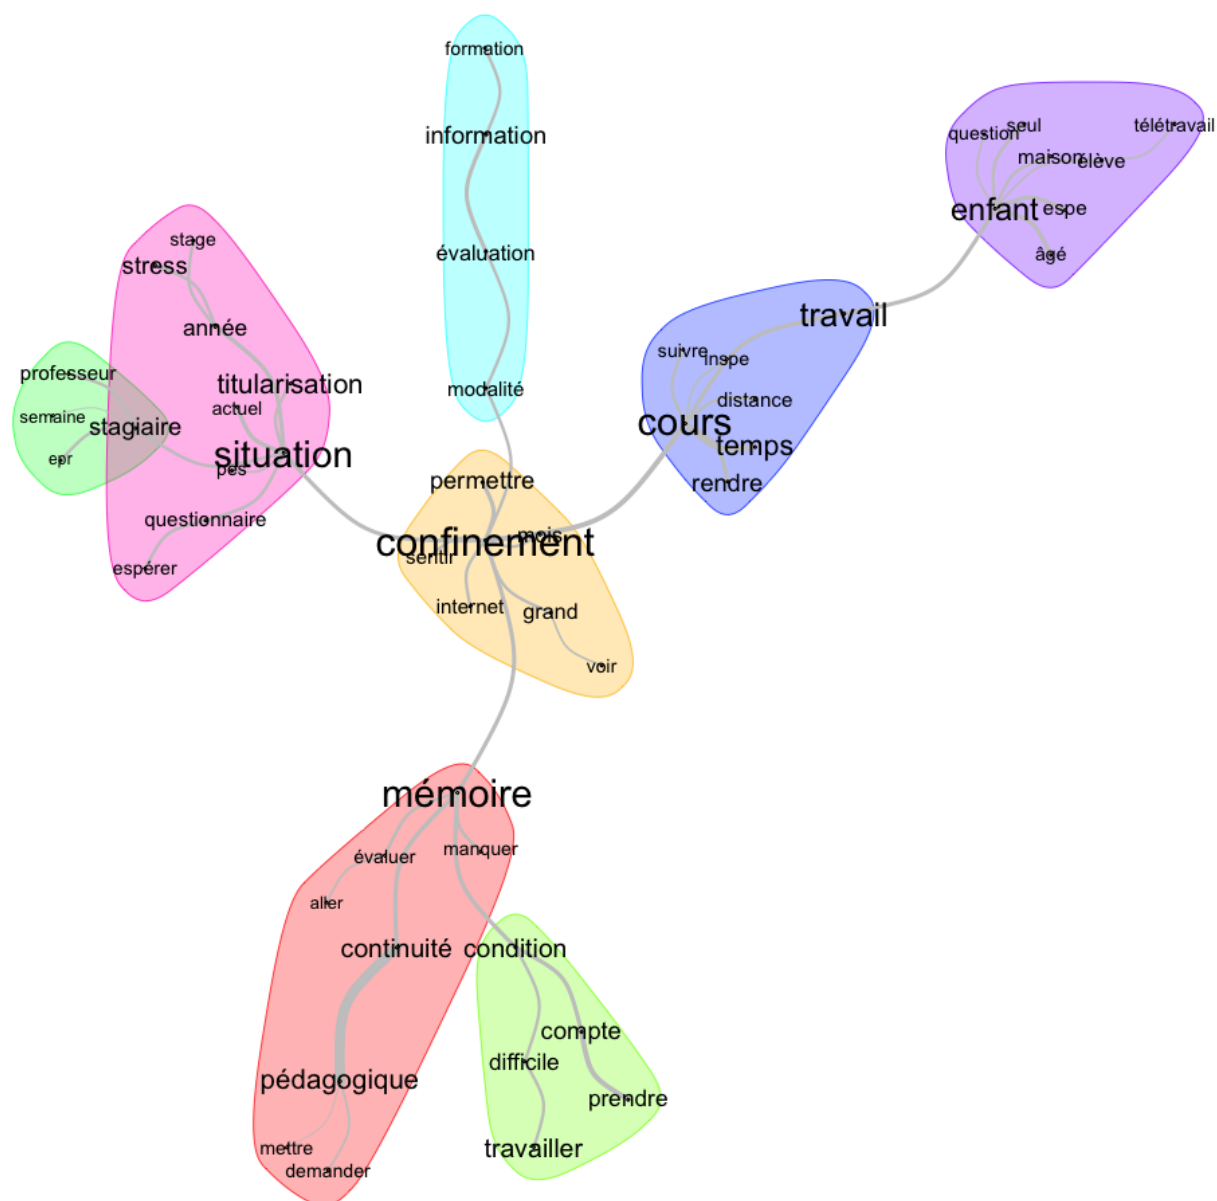 formation
information
évaluation
modalité
question
seul
télétravail
maison
élève
enfant
espe
âgé
stage
stress
année
titularisation
actuel
professeur
semaine
stagiaire
epr
situation
pes
questionnaire
espérer
travail
suivre
inspe
distance
cours
temps
rendre
permettre
mois
confinement
sentir
internet
grand
voir
mémoire
évaluer
manquer
aller
continuité
condition
compte
difficile
pédagogique
prendre
mettre
travailler
demander